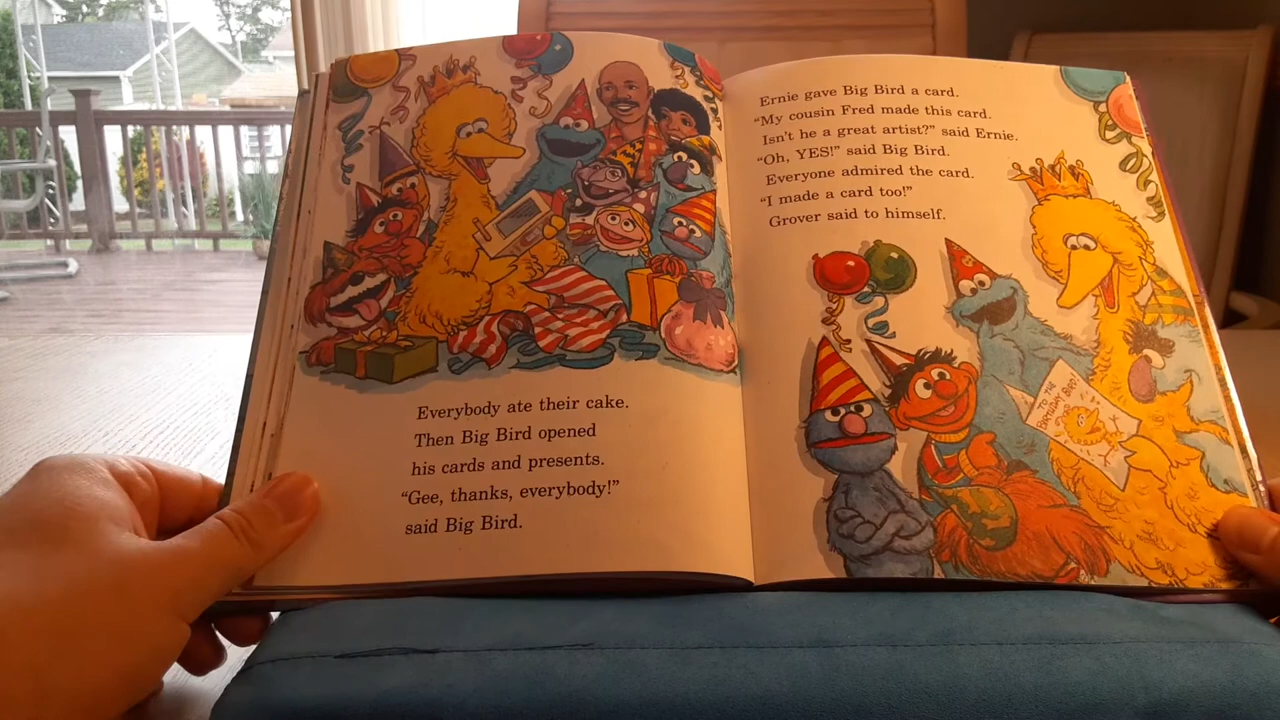 Everybody ate their cake.
Then Big Bird opened
his cards and presents.
“Gee, thanks, everybody!”
said Big Bird.
Ernie gave Big Bird a card.
“My cousin Fred made this card.
Isn't he a great artist?” said Ernie.
“Oh, YES!” said Big Bird.
Everyone admired the card.
“I made a card too!”
Grover said to himself.
TO THE
BIRTHDAY BIRD!